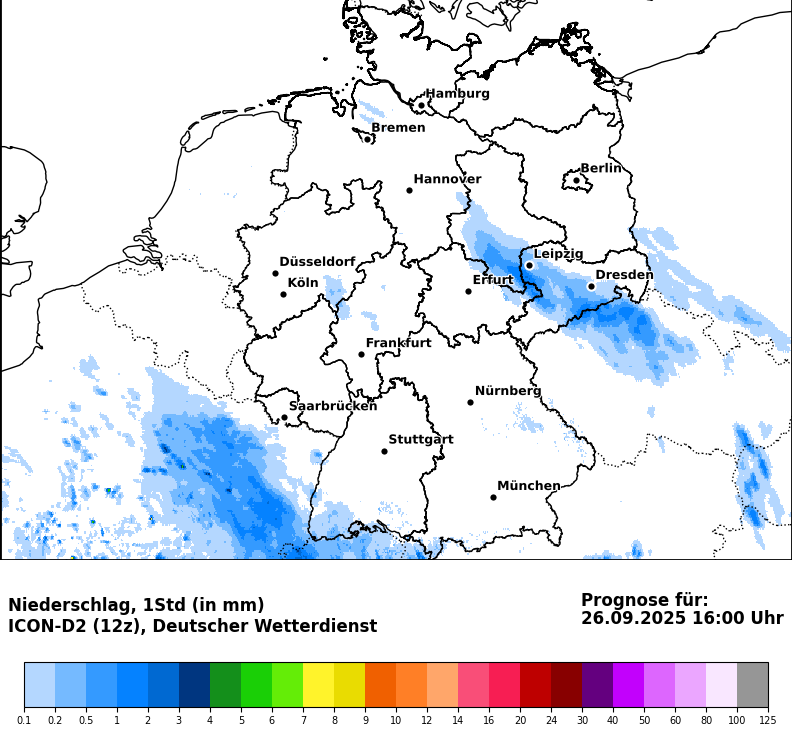 Hamburg
Bremen
Berlin
Hannover
Leipzig
Düsseldorf
Dresden
Köln
Erfurt
Frankfurt
Nürnberg
Saarbrücken
Stuttgart
München
Niederschlag, 1Std (in mm)
ICON-D2 (12z), Deutscher Wetterdienst
Prognose für:
26.09.2025 16:00 Uhr
0.1 0.2 0.5 1 2 3 4 5 6 7 8 9 10 12 14 16 20 24 30 40 50 60 80 100 125